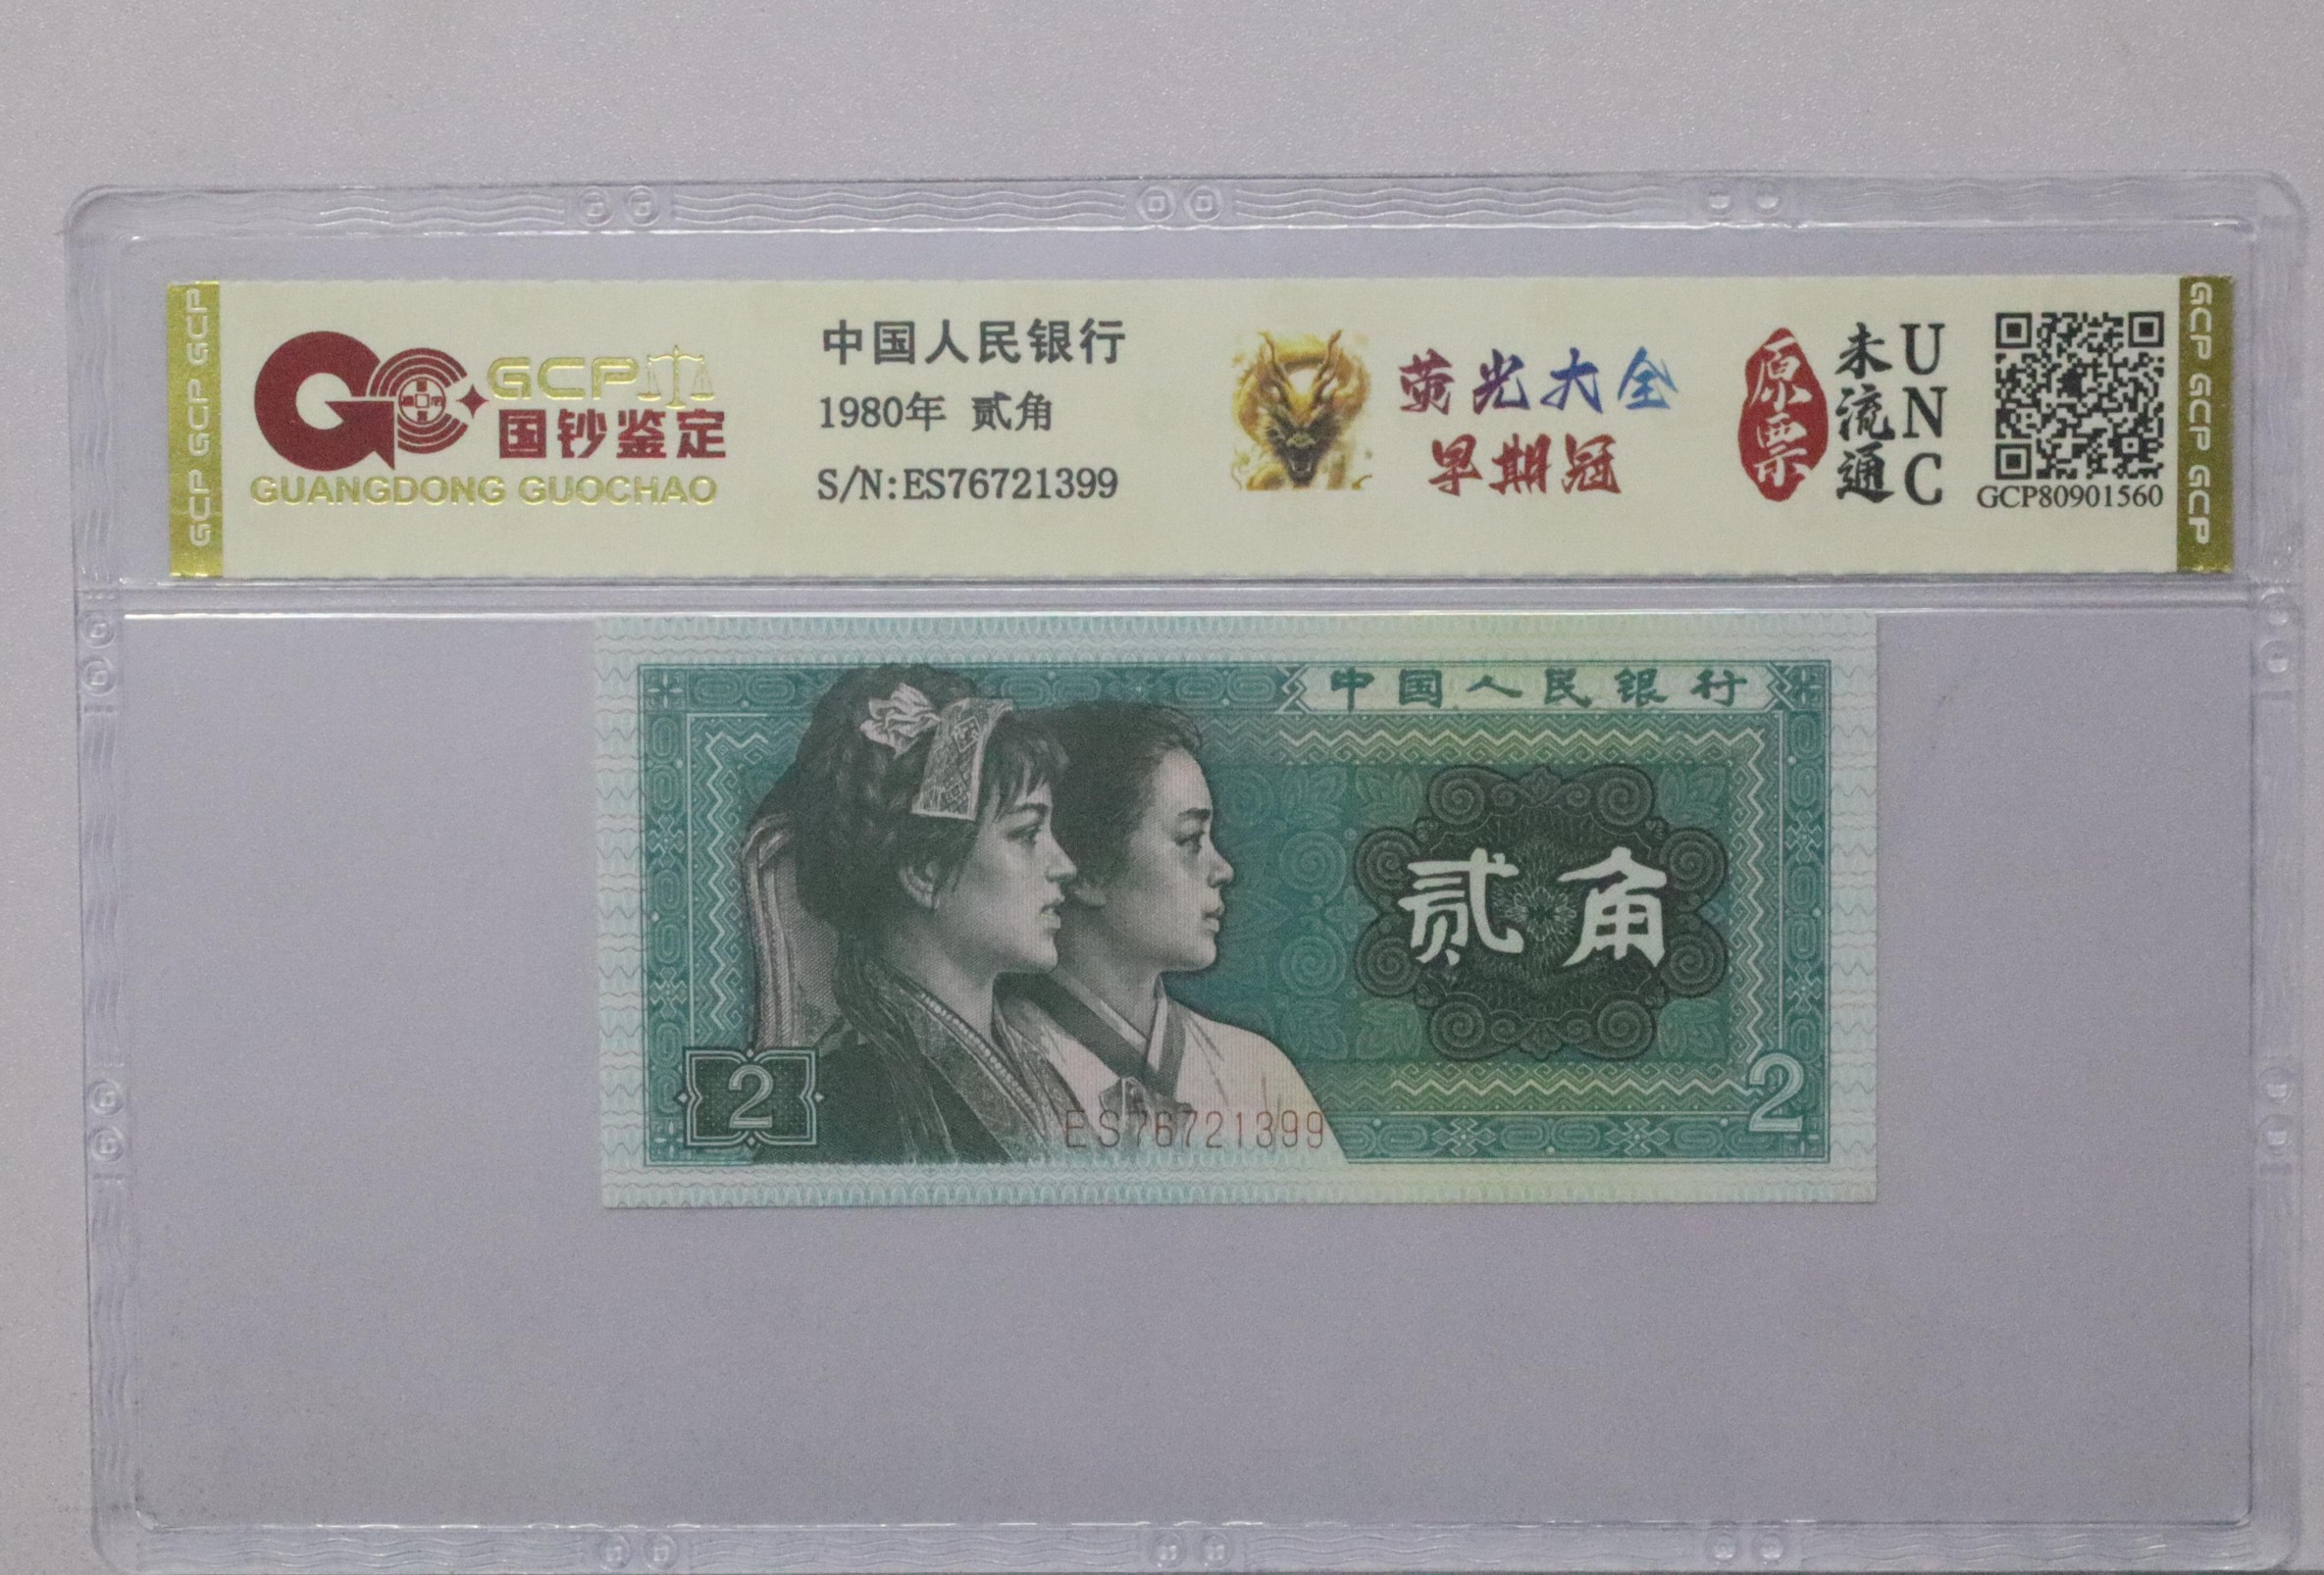 GCP GCP GCP
GCP
国钞鉴定
GUANGDONG GUOCHAO
中国人民银行
1980年 贰角
S/N:ES76721399
荧光大全
早期冠
原票
未流通
UNC
GCP80901560
GCP GCP GCP
中国人民银行
贰角
2
2
ES76721399